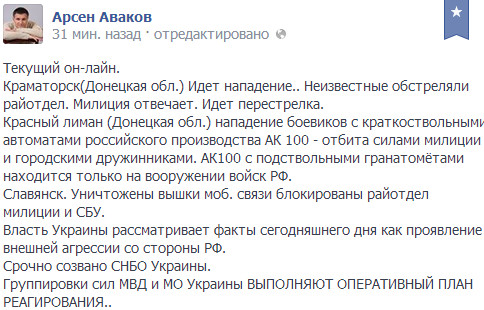 Арсен Аваков
31 мин. назад · отредактировано
Текущий он-лайн.
Краматорск(Донецкая обл.) Идет нападение.. Неизвестные обстреляли
райотдел. Милиция отвечает. Идет перестрелка.
Красный лиман (Донецкая обл.) нападение боевиков с краткоствольными
автоматами российского производства АК 100 - отбита силами милиции
и городскими дружинниками. АК100 с подствольными гранатомётами
находится только на вооружении войск РФ.
Славянск. Уничтожены вышки моб. связи блокированы райотдел
милиции и СБУ.
Власть Украины рассматривает факты сегодняшнего дня как проявление
внешней агрессии со стороны РФ.
Срочно созвано СНБО Украины.
Группировки сил МВД и МО Украины ВЫПОЛНЯЮТ ОПЕРАТИВНЫЙ ПЛАН
РЕАГИРОВАНИЯ..